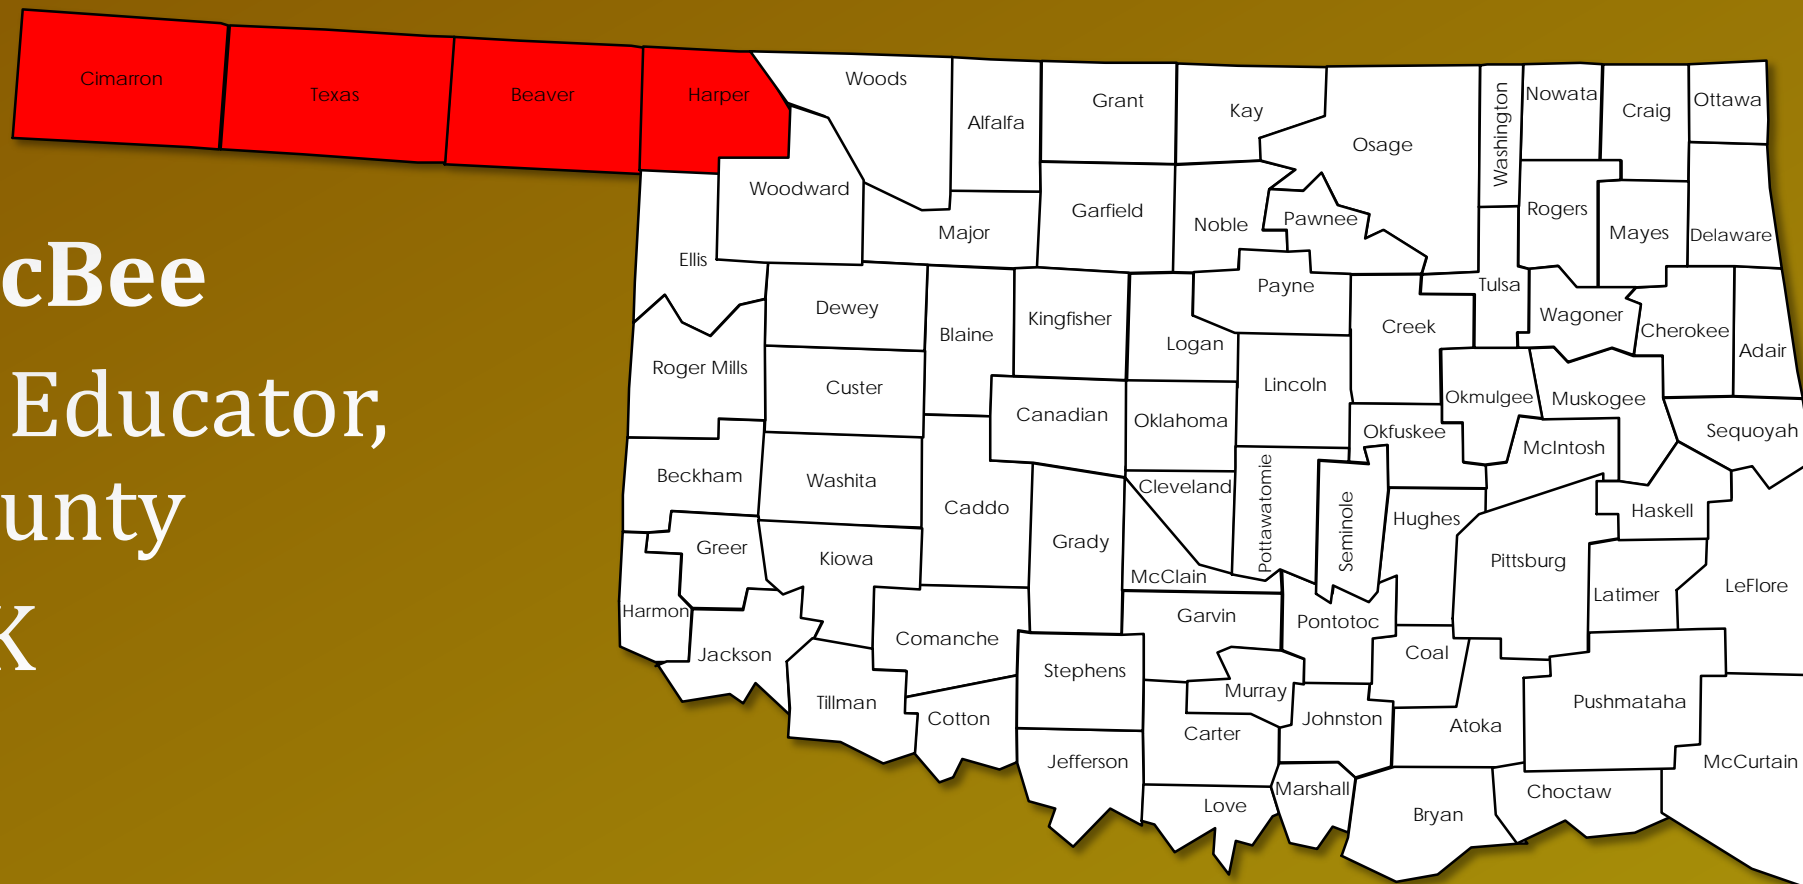 cBee
Educator,
unty
K
Cimarron
Texas
Beaver
Harper
Woods
Alfalfa
Grant
Kay
Osage
Washington
Nowata
Craig
Ottawa
Woodward
Ellis
Major
Garfield
Noble
Pawnee
Rogers
Mayes
Delaware
Dewey
Blaine
Kingfisher
Logan
Payne
Creek
Tulsa
Wagoner
Cherokee
Adair
Roger Mills
Custer
Canadian
Oklahoma
Lincoln
Okfuskee
Okmulgee
Muskogee
McIntosh
Sequoyah
Beckham
Washita
Caddo
Grady
Cleveland
Pottawatomie
Seminole
Hughes
Pittsburg
Haskell
Greer
Kiowa
McClain
Latimer
LeFlore
Harmon
Jackson
Comanche
Garvin
Pontotoc
Coal
Tillman
Cotton
Stephens
Murray
Johnston
Atoka
Pushmataha
Jefferson
Carter
Love
Marshall
Bryan
Choctaw
McCurtain